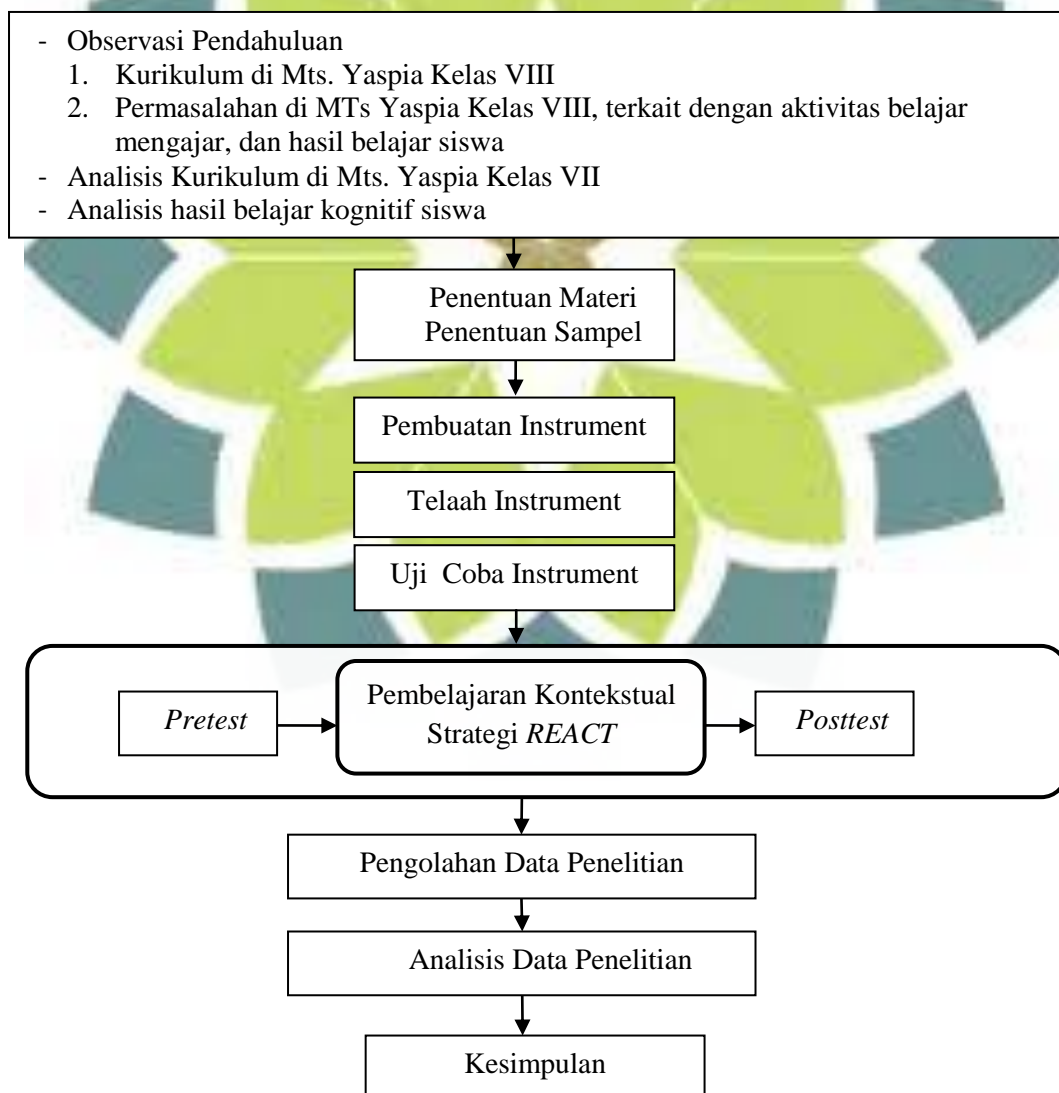 - Observasi Pendahuluan
1. Kurikulum di Mts. Yaspia Kelas VIII
2. Permasalahan di MTs Yaspia Kelas VIII, terkait dengan aktivitas belajar
mengajar, dan hasil belajar siswa
- Analisis Kurikulum di Mts. Yaspia Kelas VII
- Analisis hasil belajar kognitif siswa
Penentuan Materi
Penentuan Sampel
Pembuatan Instrument
Telaah Instrument
Uji Coba Instrument
Pretest
Pembelajaran Kontekstual
Strategi REACT
Posttest
Pengolahan Data Penelitian
Analisis Data Penelitian
Kesimpulan